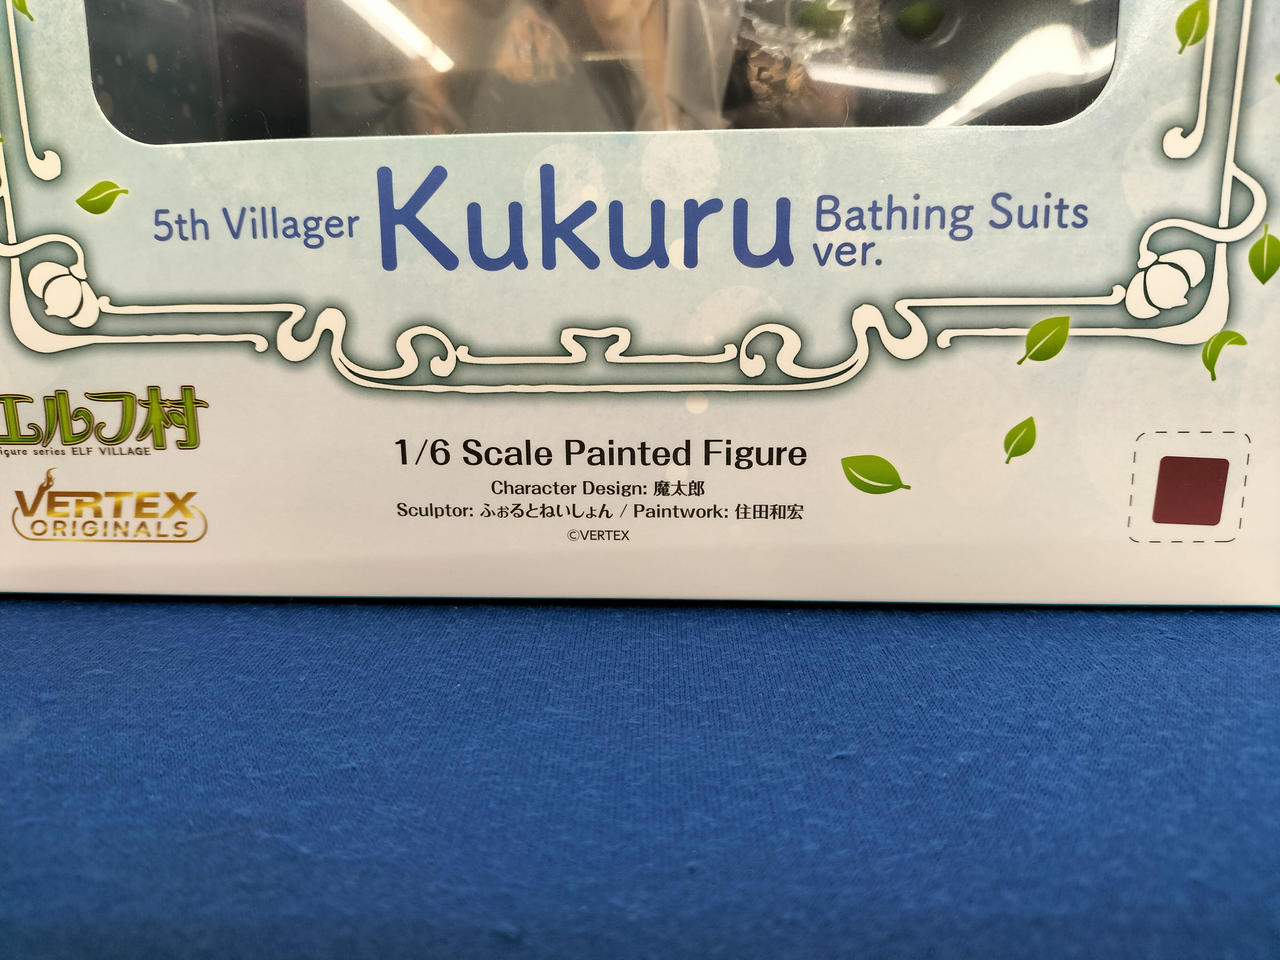 5th Villager Kukuru Bathing Suits ver.
エルフ村
figure series ELF VILLAGE
VERTEX
ORIGINALS
1/6 Scale Painted Figure
Character Design: 魔太郎
Sculptor: ふぉるとねいしょん / Paintwork: 住田和宏
©VERTEX